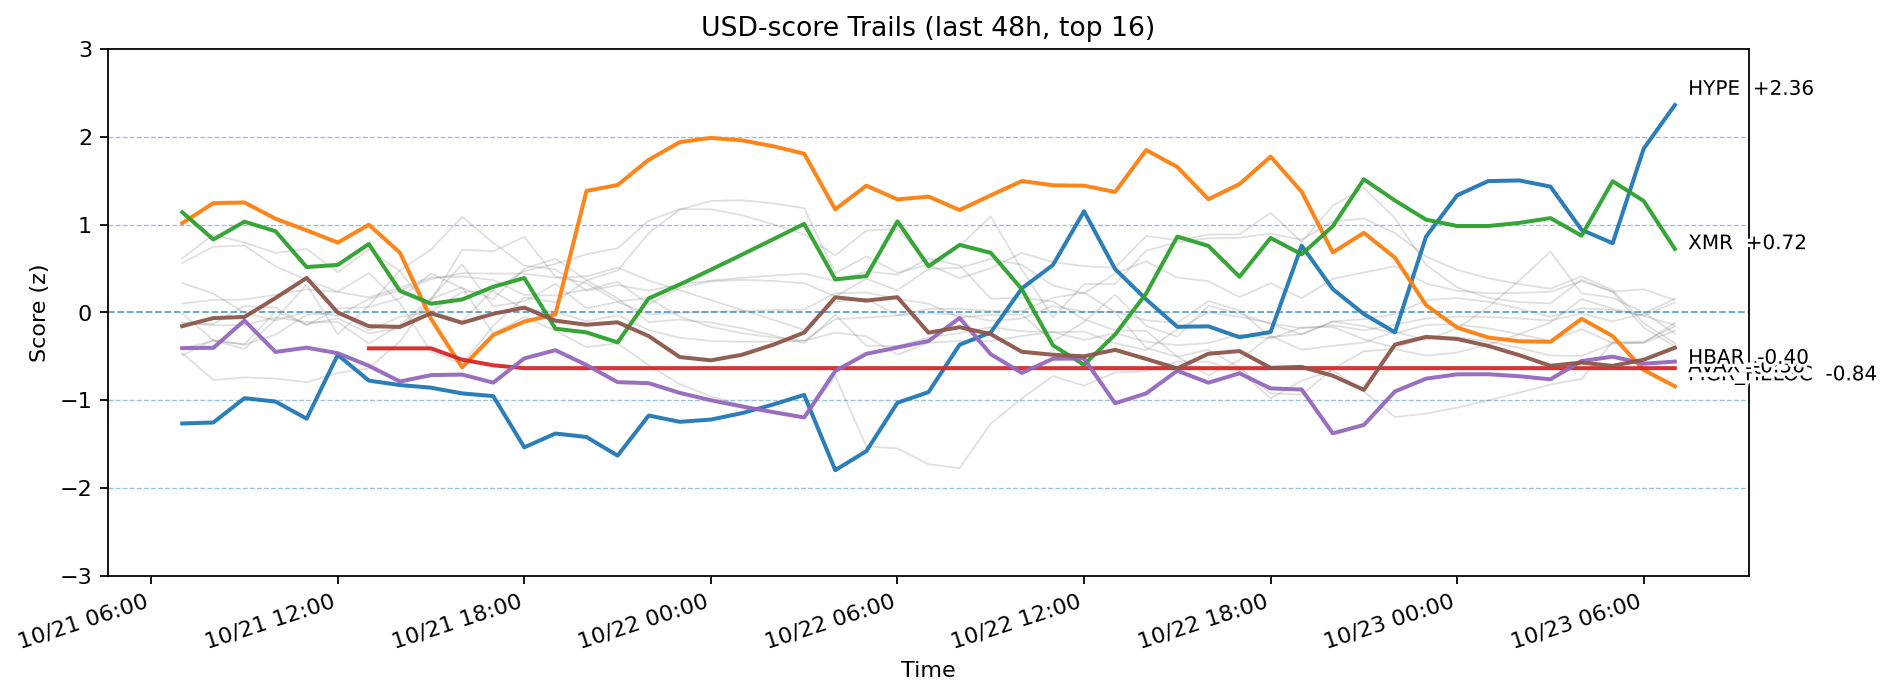 USD-score Trails (last 48h, top 16)
Score (z)
3
2
1
0
−1
−2
−3
HYPE +2.36
XMR +0.72
HBAR -0.40
-0.84
10/21 06:00
10/21 12:00
10/21 18:00
10/22 00:00
10/22 06:00
10/22 12:00
10/22 18:00
10/23 00:00
10/23 06:00
Time